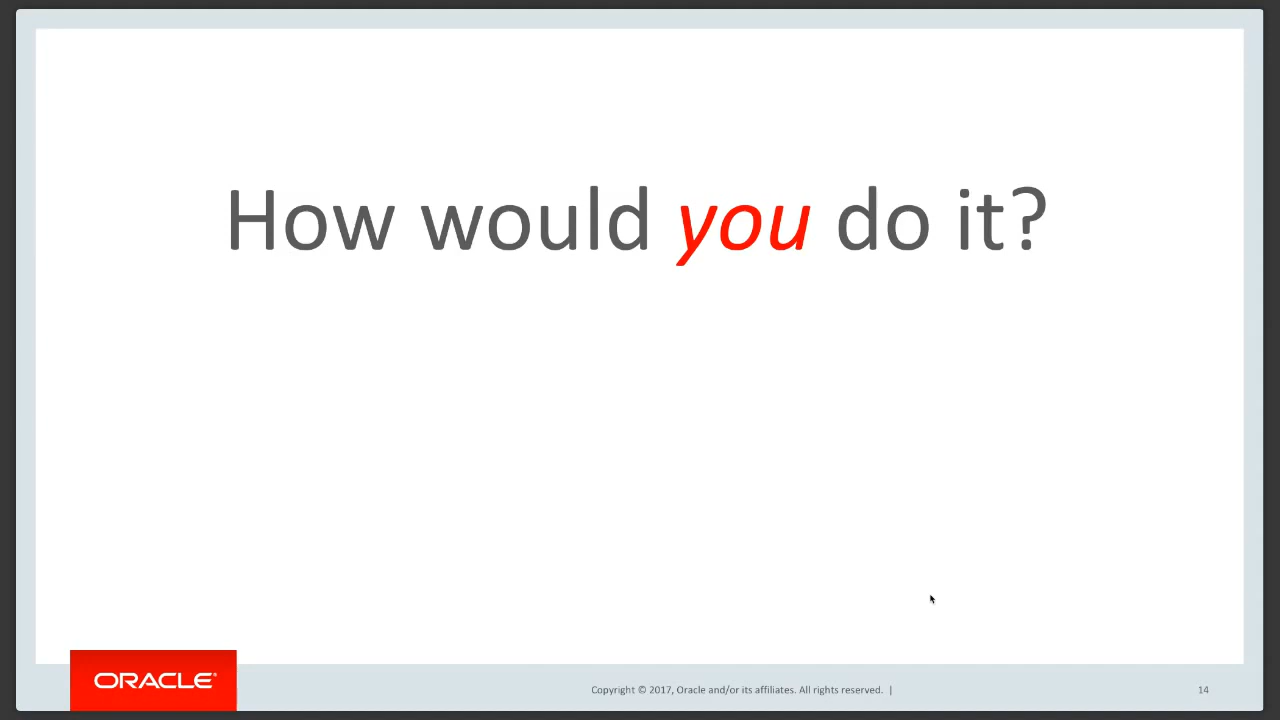 How would you do it?
ORACLE®
Copyright © 2017, Oracle and/or its affiliates. All rights reserved. |
14